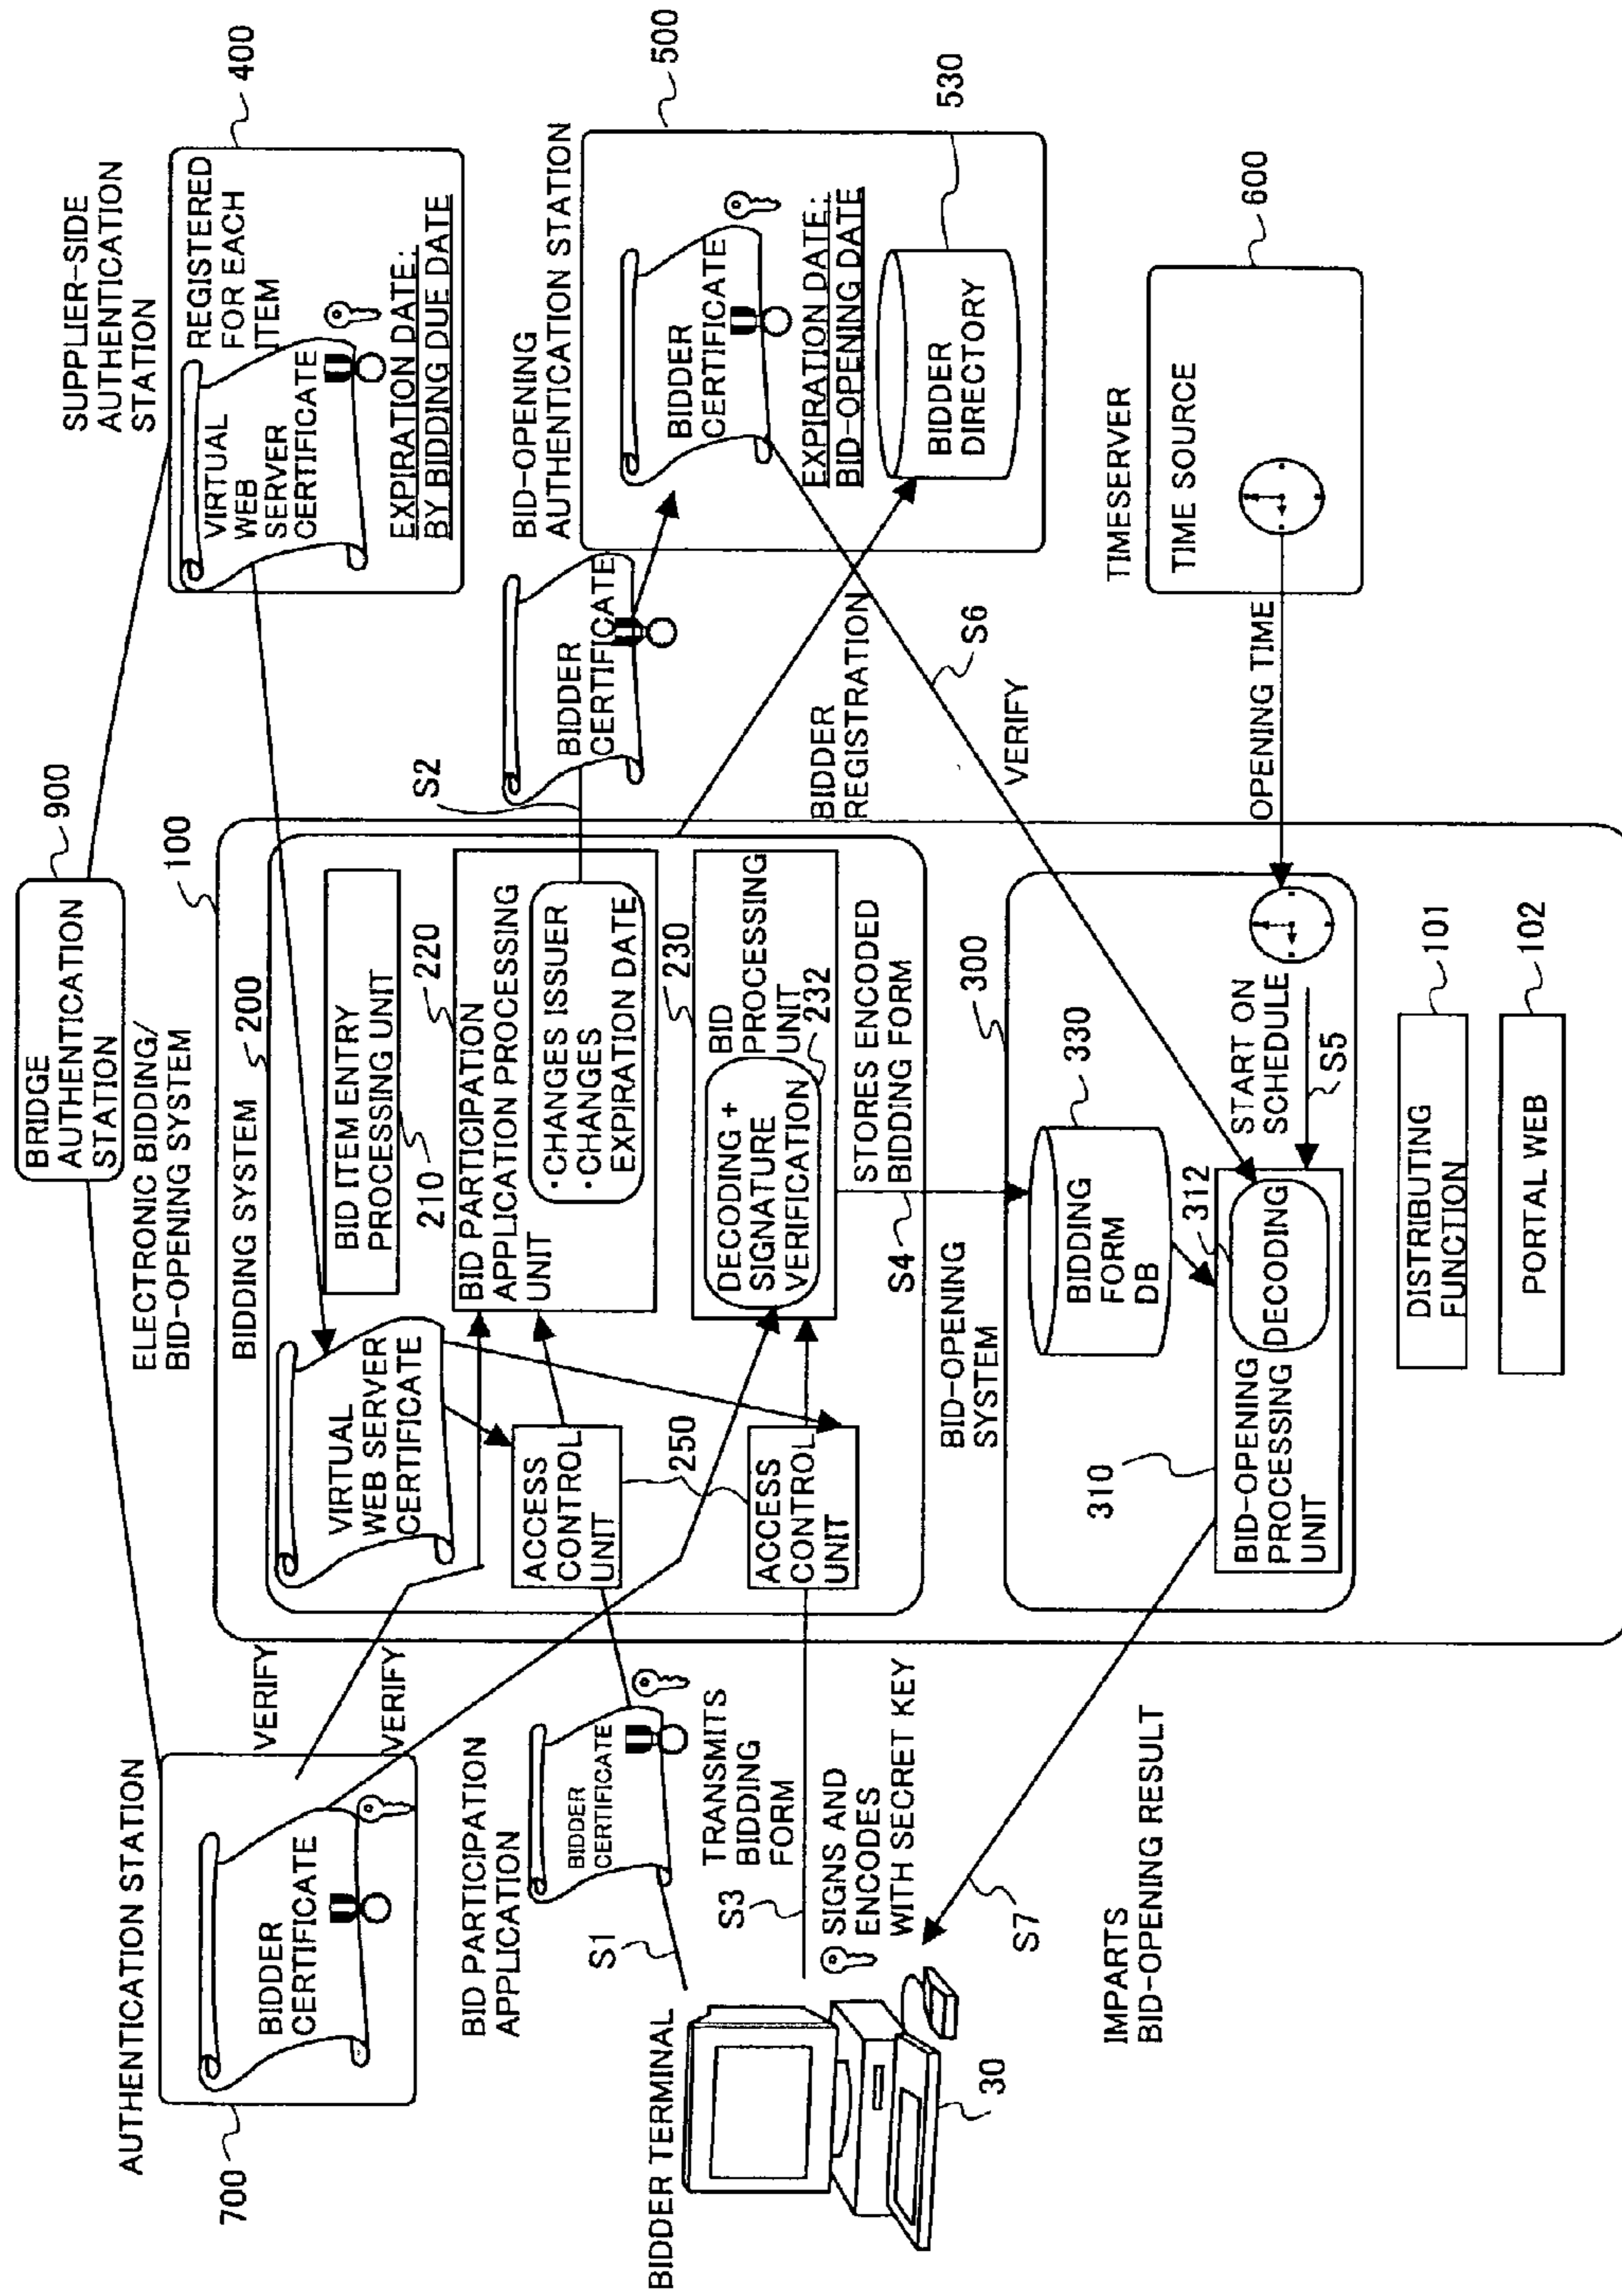 BRIDGE
AUTHENTICATION
STATION
900
SUPPLIER-SIDE
AUTHENTICATION
STATION
400
REGISTERED
FOR EACH
ITEM
VIRTUAL
WEB
SERVER
CERTIFICATE
EXPIRATION DATE:
BY BIDDING DUE DATE
AUTHENTICATION STATION
700
BIDDER
CERTIFICATE
VERIFY
VERIFY
ELECTRONIC BIDDING/
BID-OPENING SYSTEM
100
BIDDING SYSTEM
200
VIRTUAL
WEB SERVER
CERTIFICATE
BID ITEM ENTRY
PROCESSING UNIT
210
220
BID PARTICIPATION
APPLICATION PROCESSING
UNIT
・CHANGES ISSUER
・CHANGES
EXPIRATION DATE
S2
BIDDER
CERTIFICATE
BID-OPENING
AUTHENTICATION STATION
500
BIDDER
CERTIFICATE
EXPIRATION DATE:
BID-OPENING DATE
530
BIDDER
DIRECTORY
BID PARTICIPATION
APPLICATION
BIDDER
CERTIFICATE
S1
ACCESS
CONTROL
UNIT
250
ACCESS
CONTROL
UNIT
230
BID
PROCESSING
UNIT
232
DECODING +
SIGNATURE
VERIFICATION
BIDDER
REGISTRATION
S6
VERIFY
BIDDER TERMINAL
30
TRANSMITS
BIDDING
FORM
S3
SIGNS AND
ENCODES
WITH SECRET KEY
STORES ENCODED
BIDDING FORM
S4
BID-OPENING
SYSTEM
300
BIDDING
FORM
DB
330
310
BID-OPENING
PROCESSING
UNIT
312
DECODING
START ON
SCHEDULE
S5
OPENING TIME
TIMESERVER
600
TIME SOURCE
S7
IMPARTS
BID-OPENING RESULT
DISTRIBUTING
FUNCTION
101
PORTAL WEB
102